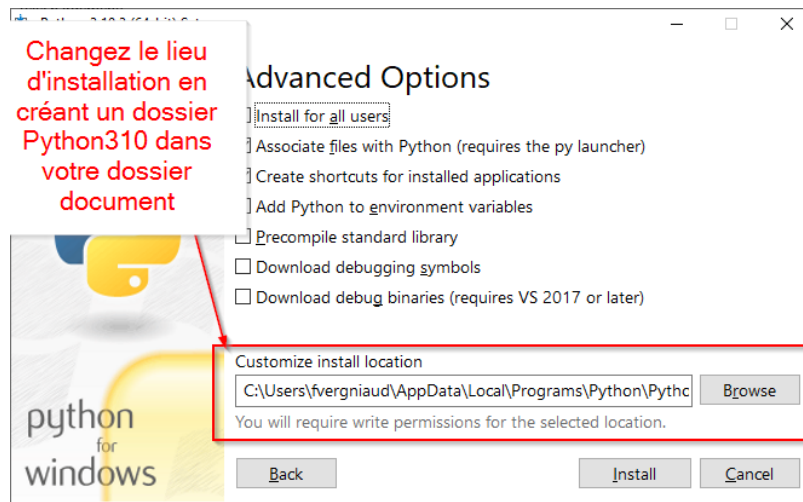 Changez le lieu
d'installation en
créant un dossier
Python310 dans
votre dossier
document
Advanced Options
Install for all users
Associate files with Python (requires the py launcher)
Create shortcuts for installed applications
Add Python to environment variables
Precompile standard library
Download debugging symbols
Download debug binaries (requires VS 2017 or later)
Customize install location
C:\Users\fvergniaud\AppData\Local\Programs\Python\Pythc Browse
You will require write permissions for the selected location.
python
for
windows
Back Install Cancel